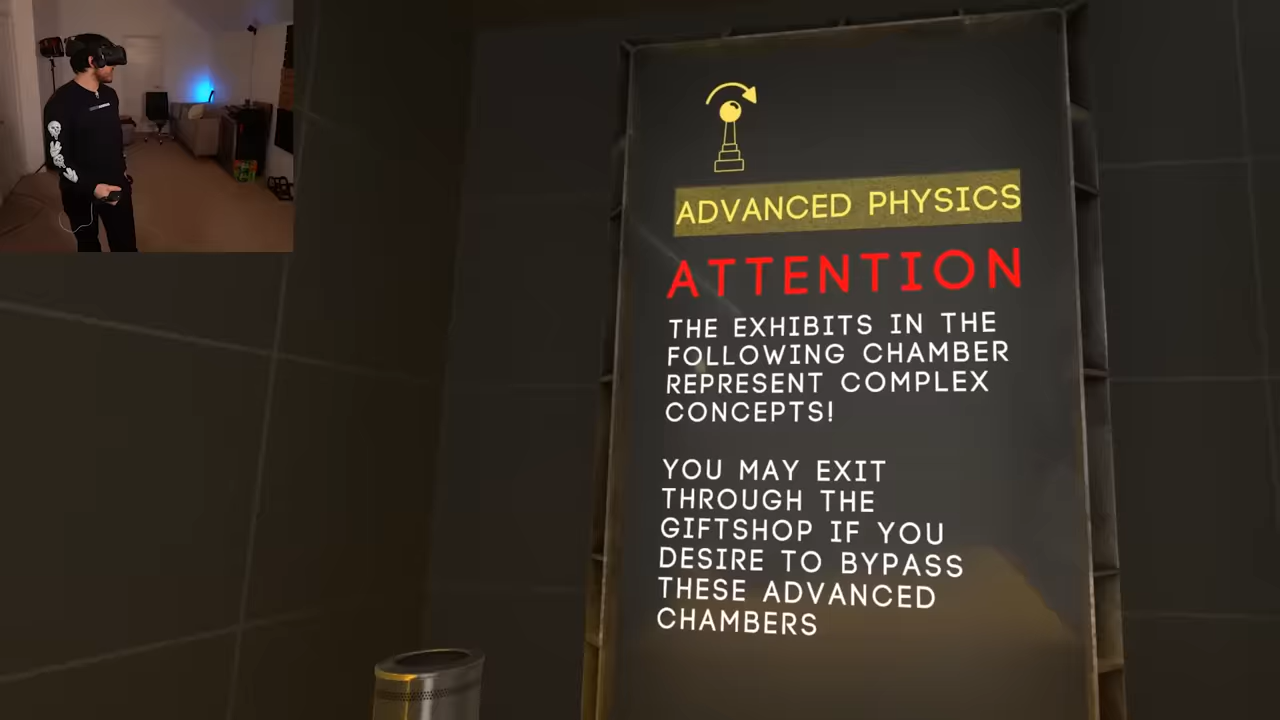 ADVANCED PHYSICS
ATTENTION
THE EXHIBITS IN THE
FOLLOWING CHAMBER
REPRESENT COMPLEX
CONCEPTS!
YOU MAY EXIT
THROUGH THE
GIFTSHOP IF YOU
DESIRE TO BYPASS
THESE ADVANCED
CHAMBERS